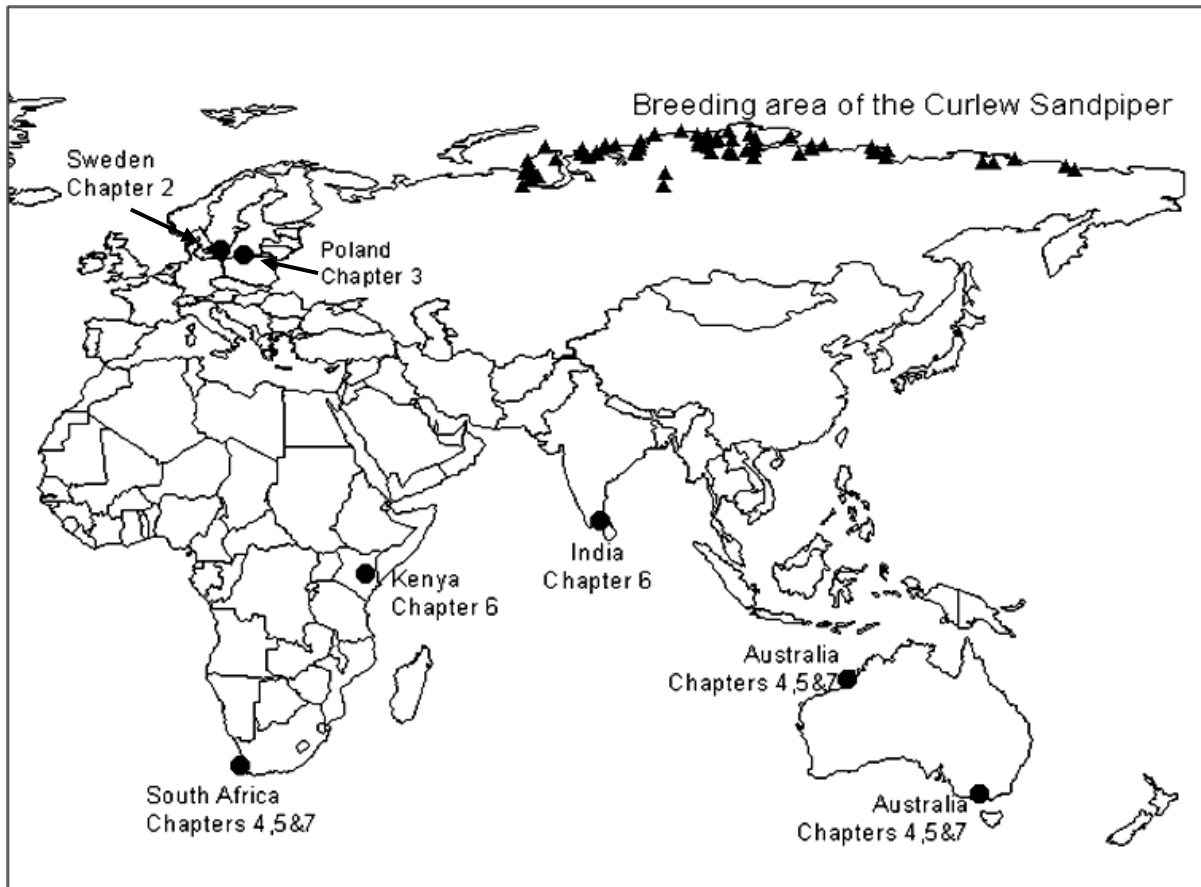 Breeding area of the Curlew Sandpiper
Sweden
Chapter 2
Poland
Chapter 3
India
Chapter 6
Kenya
Chapter 6
Australia
Chapters 4,5&7
South Africa
Chapters 4,5&7
Australia
Chapters 4,5&7